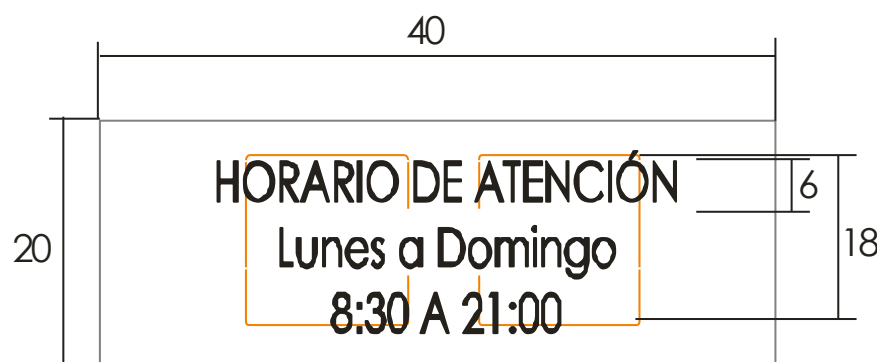 40
HORARIO DE ATENCIÓN
6
20
Lunes a Domingo
18
8:30 A 21:00